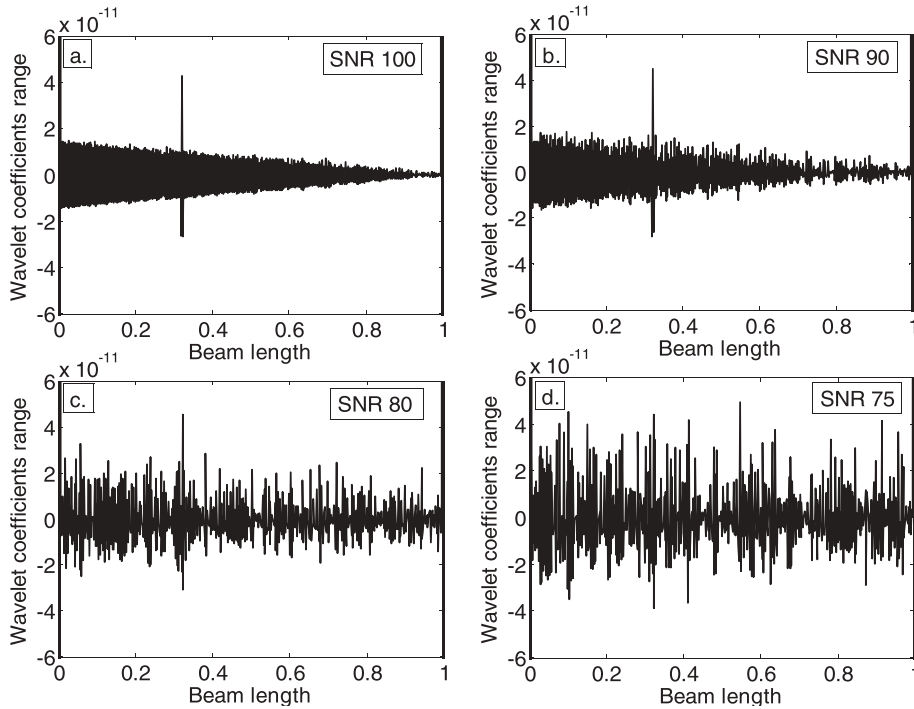 x 10-11
a.
SNR 100
Wavelet coefficients range
6
4
2
0
-2
-4
-6
0 0.2 0.4 0.6 0.8 1
Beam length
x 10-11
b.
SNR 90
Wavelet coefficients range
6
4
2
0
-2
-4
-6
0 0.2 0.4 0.6 0.8 1
Beam length
x 10-11
c.
SNR 80
Wavelet coefficients range
6
4
2
0
-2
-4
-6
0 0.2 0.4 0.6 0.8 1
Beam length
x 10-11
d.
SNR 75
Wavelet coefficients range
6
4
2
0
-2
-4
-6
0 0.2 0.4 0.6 0.8 1
Beam length